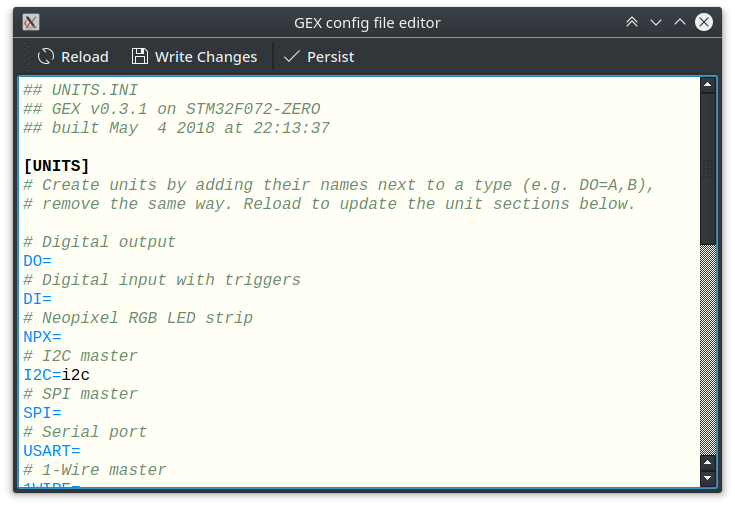 GEX config file editor
Reload Write Changes Persist
## UNITS.INI
## GEX v0.3.1 on STM32F072-ZERO
## built May  4 2018 at 22:13:37
[UNITS]
# Create units by adding their names next to a type (e.g. DO=A,B),
# remove the same way. Reload to update the unit sections below.
# Digital output
DO=
# Digital input with triggers
DI=
# Neopixel RGB LED strip
NPX=
# I2C master
I2C=i2c
# SPI master
SPI=
# Serial port
USART=
# 1-Wire master
1WIRE=